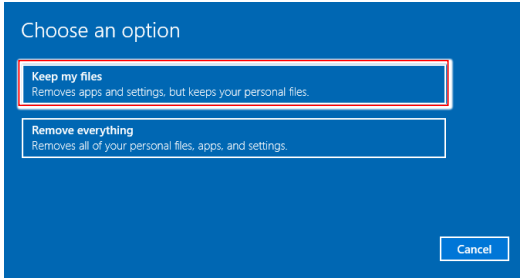 Choose an option
Keep my files
Removes apps and settings, but keeps your personal files.
Remove everything
Removes all of your personal files, apps, and settings.
Cancel